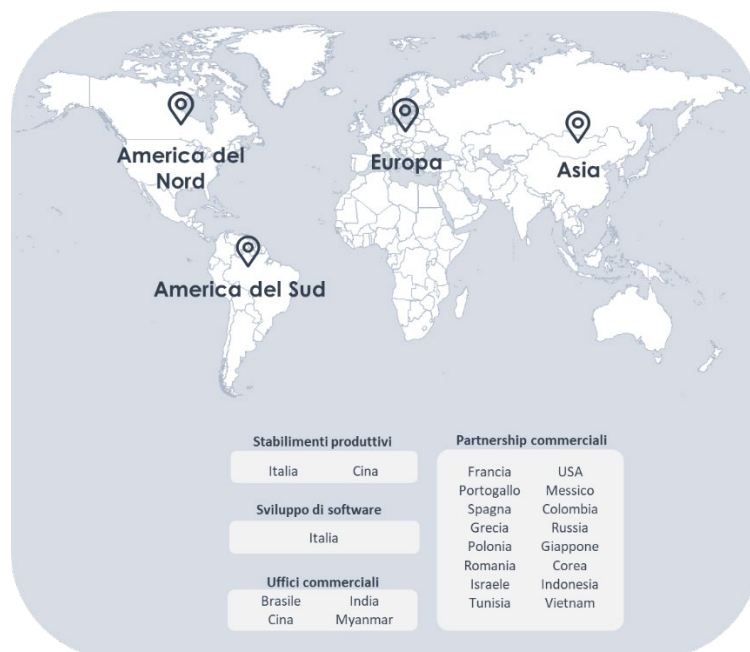 America del
Nord
Europa
Asia
America del Sud
Stabilimenti produttivi
Italia Cina
Sviluppo di software
Italia
Uffici commerciali
Brasile India
Cina Myanmar
Partnership commerciali
Francia USA
Portogallo Messico
Spagna Colombia
Grecia Russia
Polonia Giappone
Romania Corea
Israele Indonesia
Tunisia Vietnam